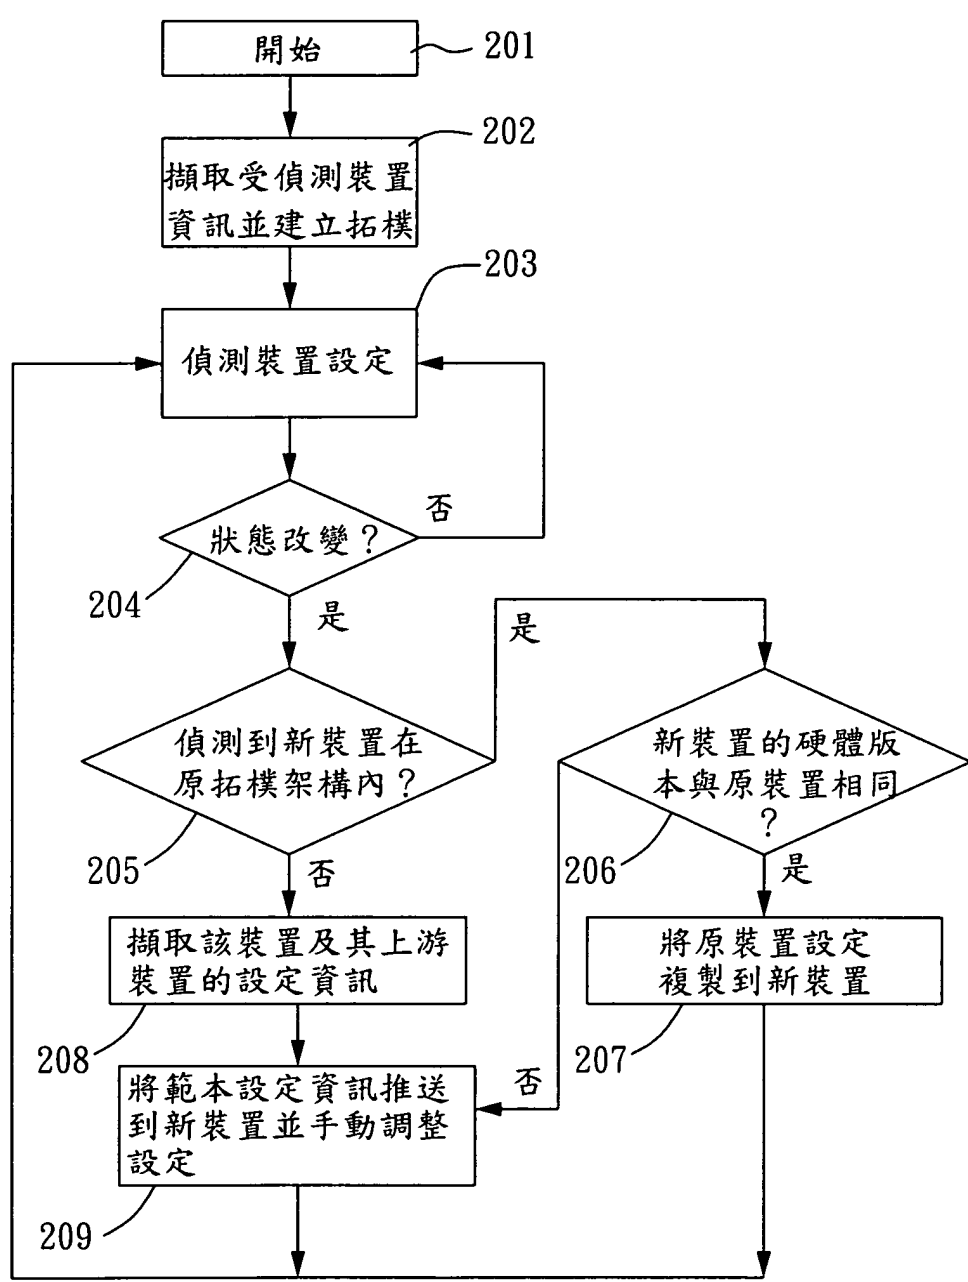 開始
201
202
擷取受偵測裝置
資訊並建立拓樸
203
偵測裝置設定
否
狀態改變？
204
是
是
偵測到新裝置在
原拓樸架構內？
205
新裝置的硬體版
本與原裝置相同
？
206
否
是
擷取該裝置及其上游
裝置的設定資訊
208
將原裝置設定
複製到新裝置
207
否
將範本設定資訊推送
到新裝置並手動調整
設定
209